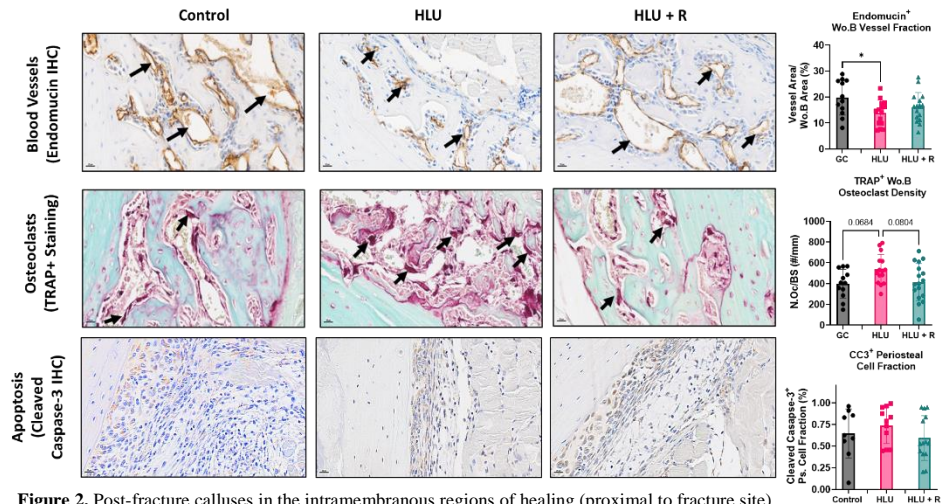 Control
HLU
HLU + R
Blood Vessels
(Endomucin IHC)
Osteoclasts
(TRAP+ Staining)
Apoptosis
(Cleaved
Caspase-3 IHC)
Endomucin⁺
Wo.B Vessel Fraction
Vessel Area/
Wo.B Area (%)
40
30
20
10
0
*
GC
HLU
HLU + R
TRAP⁺ Wo.B
Osteoclast Density
N.Oc/BS (#/mm)
1000
800
600
400
200
0
0.0684
0.0804
GC
HLU
HLU + R
CC3⁺ Periosteal
Cell Fraction
Cleaved Casapse-3⁺
Ps. Cell Fraction (%)
1.00
0.75
0.50
0.25
0.00
Control
HLU
HLU + R
Figure 2. Post-fracture calluses in the intramembranous regions of healing (proximal to fracture site)